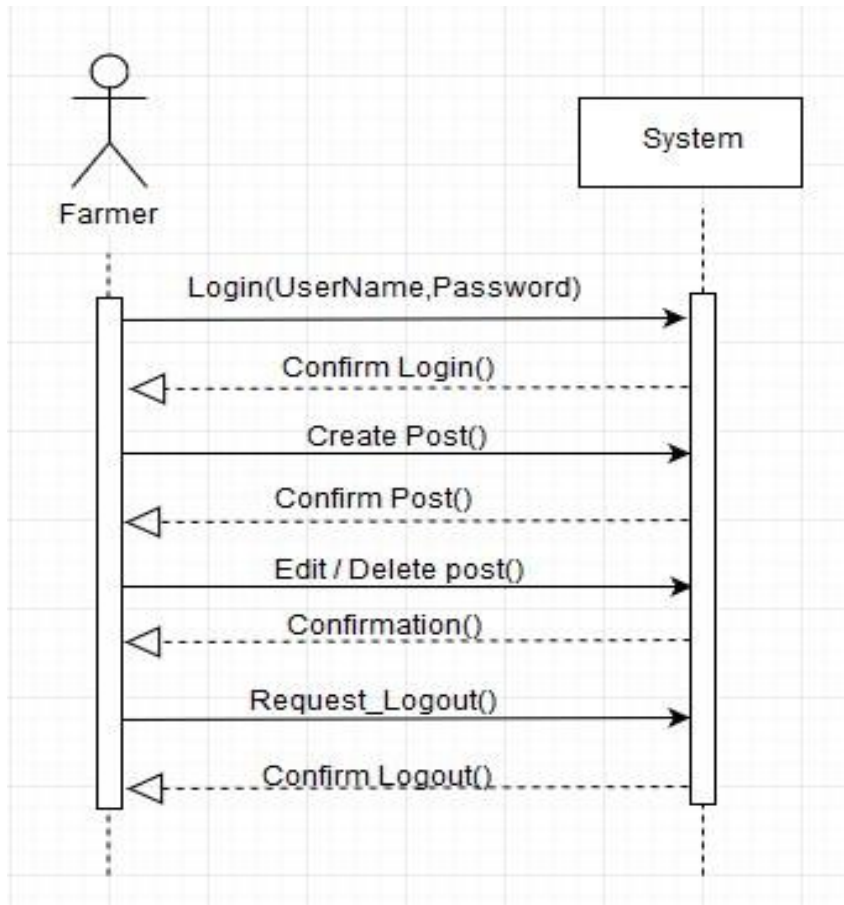 System
Farmer
Login(UserName,Password)
Confirm Login()
Create Post()
Confirm Post()
Edit / Delete post()
Confirmation()
Request_Logout()
Confirm Logout()